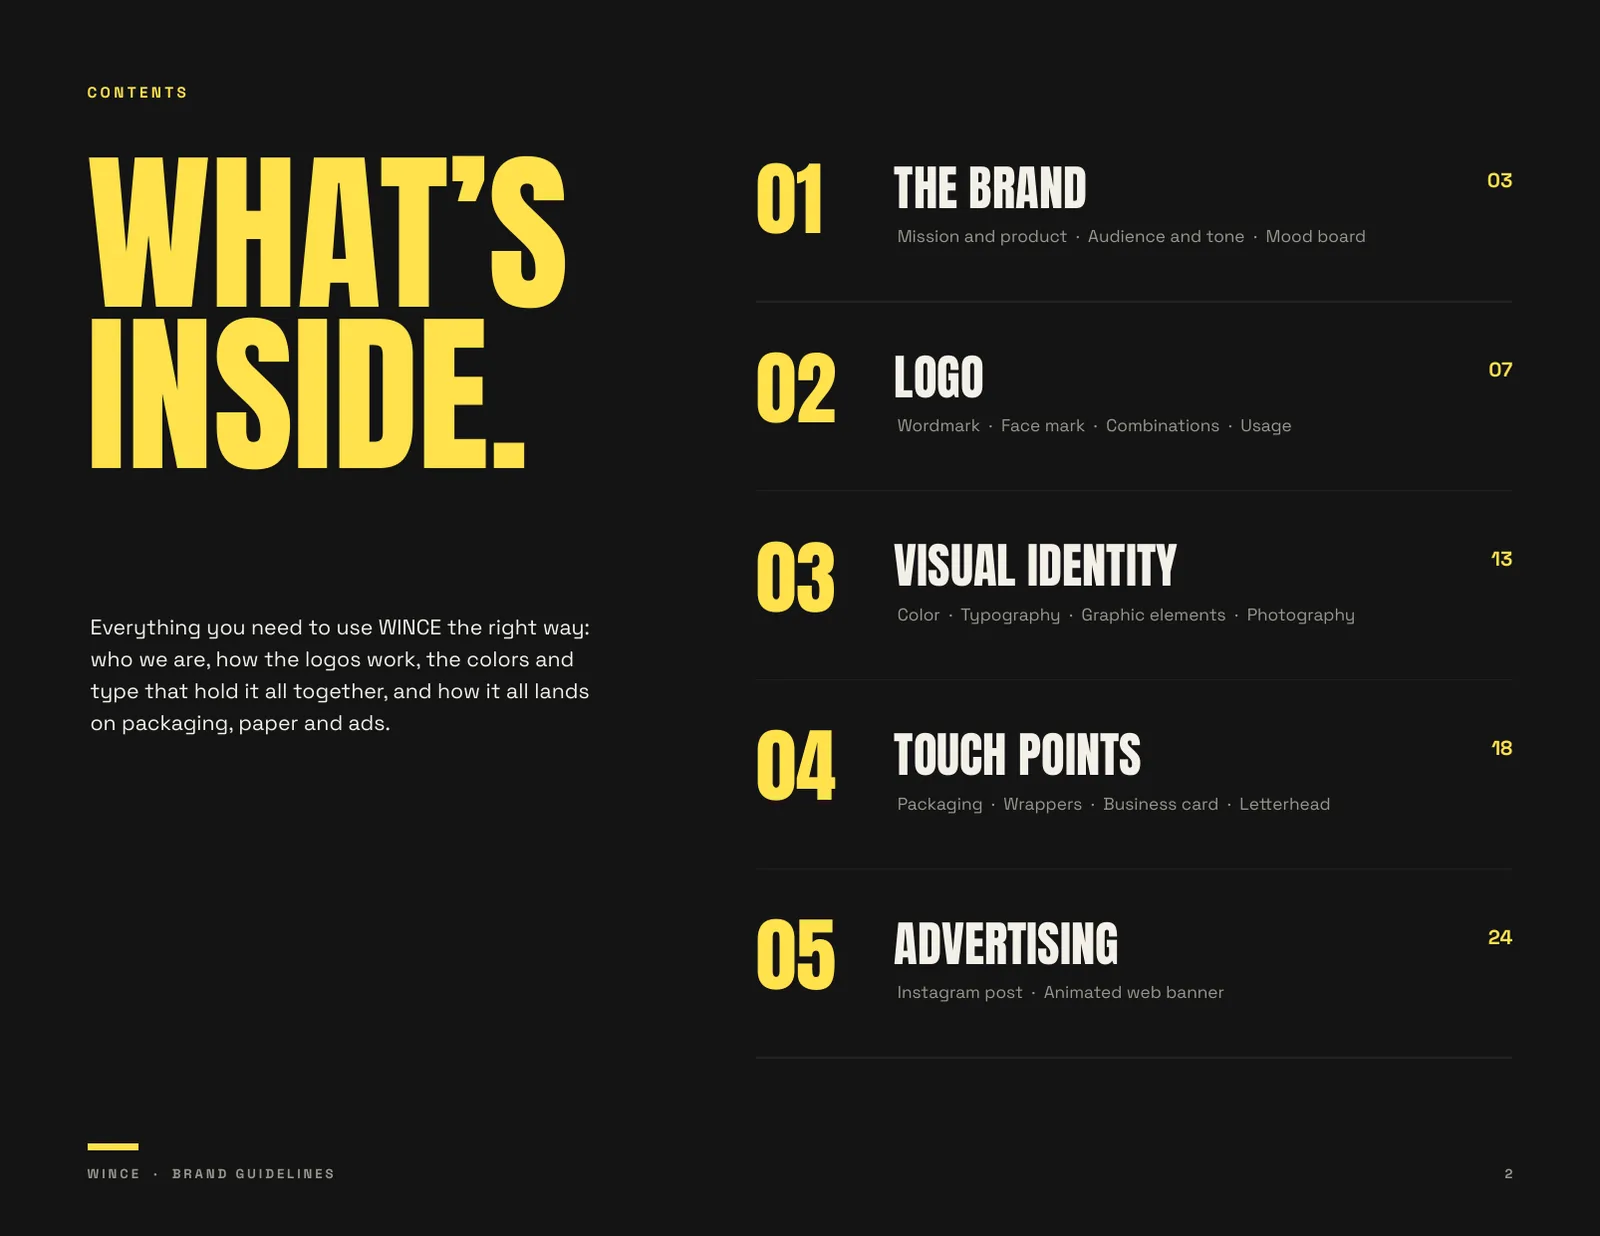 CONTENTS
WHAT’S
INSIDE.
Everything you need to use WINCE the right way:
who we are, how the logos work, the colors and
type that hold it all together, and how it all lands
on packaging, paper and ads.
01 THE BRAND 03
Mission and product · Audience and tone · Mood board
02 LOGO 07
Wordmark · Face mark · Combinations · Usage
03 VISUAL IDENTITY 13
Color · Typography · Graphic elements · Photography
04 TOUCH POINTS 18
Packaging · Wrappers · Business card · Letterhead
05 ADVERTISING 24
Instagram post · Animated web banner
WINCE · BRAND GUIDELINES 2